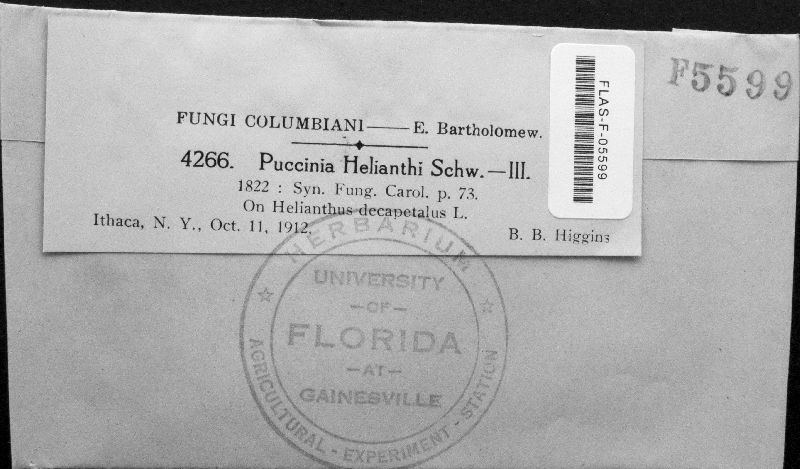 F5599
FLAS-F-05599
FUNGI COLUMBIANI—E. Bartholomew.
4266. Puccinia Helianthi Schw.—III.
1822 : Syn. Fung. Carol. p. 73.
On Helianthus decapetalus L.
Ithaca, N. Y., Oct. 11, 1912.
B. B. Higgins
HERBARIUM
UNIVERSITY
—OF—
FLORIDA
—AT—
GAINESVILLE
AGRICULTURAL - EXPERIMENT - STATION